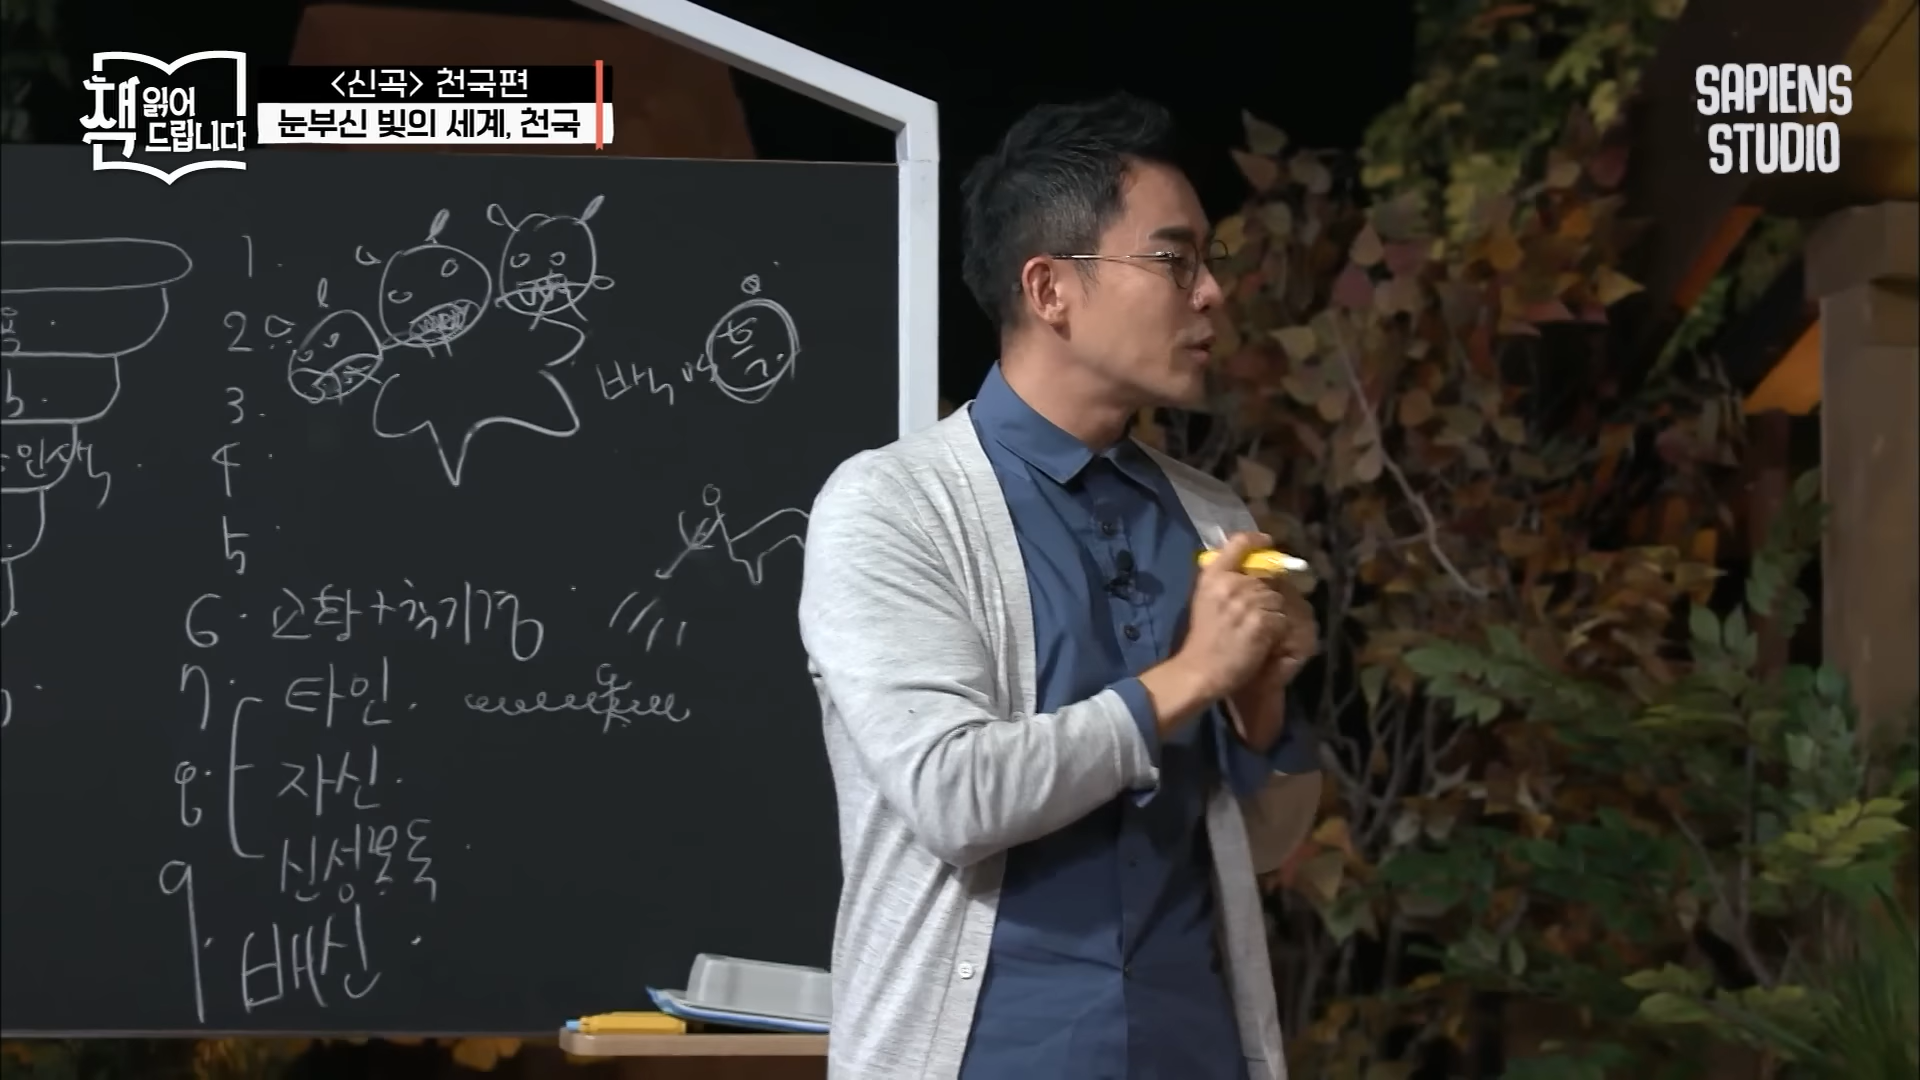 책 읽어
드립니다
<신곡> 천국편
눈부신 빛의 세계, 천국
SAPIENS
STUDIO
1.
2
3.
4.
5
6. 고황+책기경
7. 타인.
8. 자신.
신성모독
9. 배신.